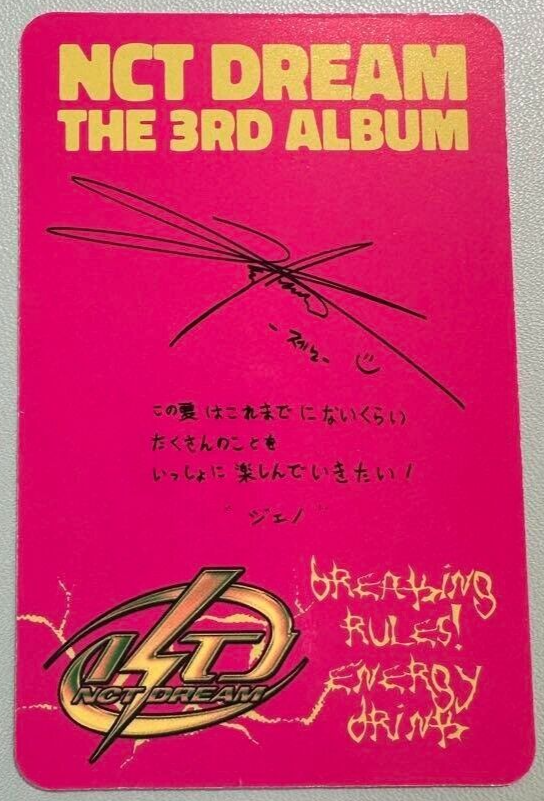 NCT DREAM
THE 3RD ALBUM
-제노-
この夏はこれまでにないくらい
たくさんのことを
いっしょに楽しんでいきたい！
"ジェノ"
ISTJ
NCT DREAM
BREAKING
RULES!
ENERGY
DRINK